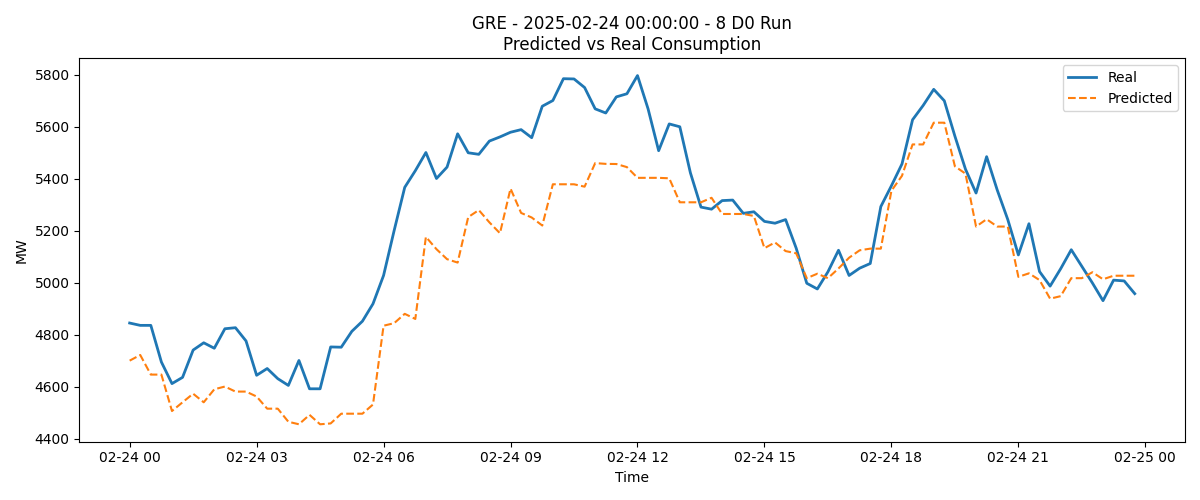 GRE - 2025-02-24 00:00:00 - 8 D0 Run
Predicted vs Real Consumption
Real
Predicted
MW
5800
5600
5400
5200
5000
4800
4600
4400
02-24 00
02-24 03
02-24 06
02-24 09
02-24 12
02-24 15
02-24 18
02-24 21
02-25 00
Time